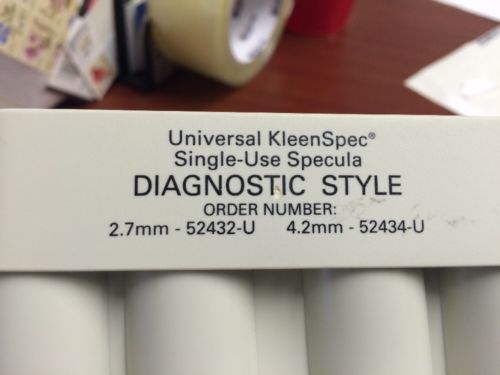 Universal KleenSpec®
Single-Use Specula
DIAGNOSTIC STYLE
ORDER NUMBER:
2.7mm - 52432-U 4.2mm - 52434-U